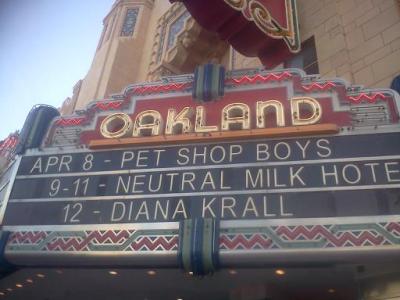 OAKLAND
APR 8 - PET SHOP BOYS
9-11 - NEUTRAL MILK HOTE
12 - DIANA KRALL